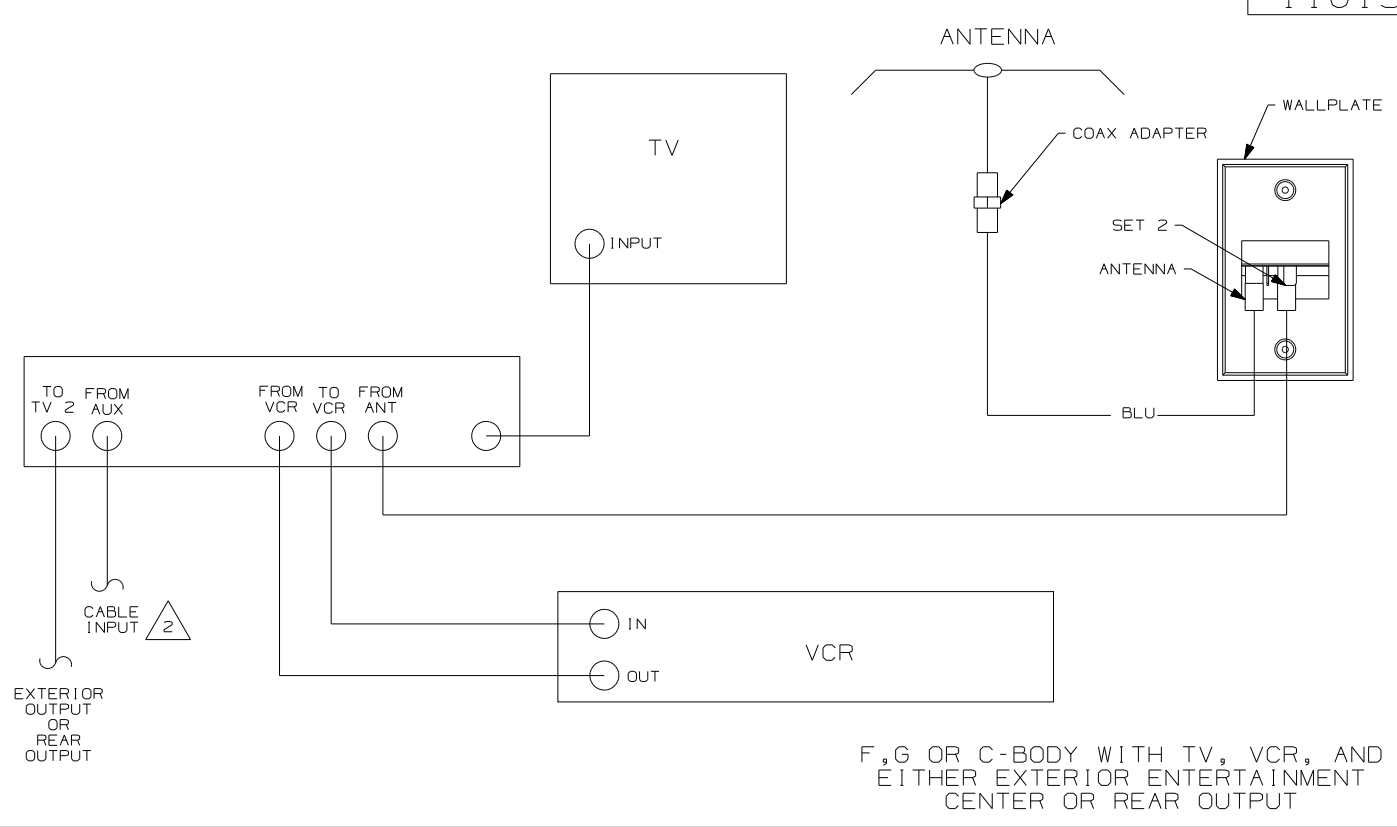 ANTENNA
WALLPLATE
COAX ADAPTER
TV
SET 2
INPUT
ANTENNA
TO
TV 2
FROM
AUX
FROM
VCR
TO
VCR
FROM
ANT
BLU
CABLE
INPUT
2
IN
VCR
OUT
EXTERIOR
OUTPUT
OR
REAR
OUTPUT
F,G OR C-BODY WITH TV, VCR, AND
EITHER EXTERIOR ENTERTAINMENT
CENTER OR REAR OUTPUT